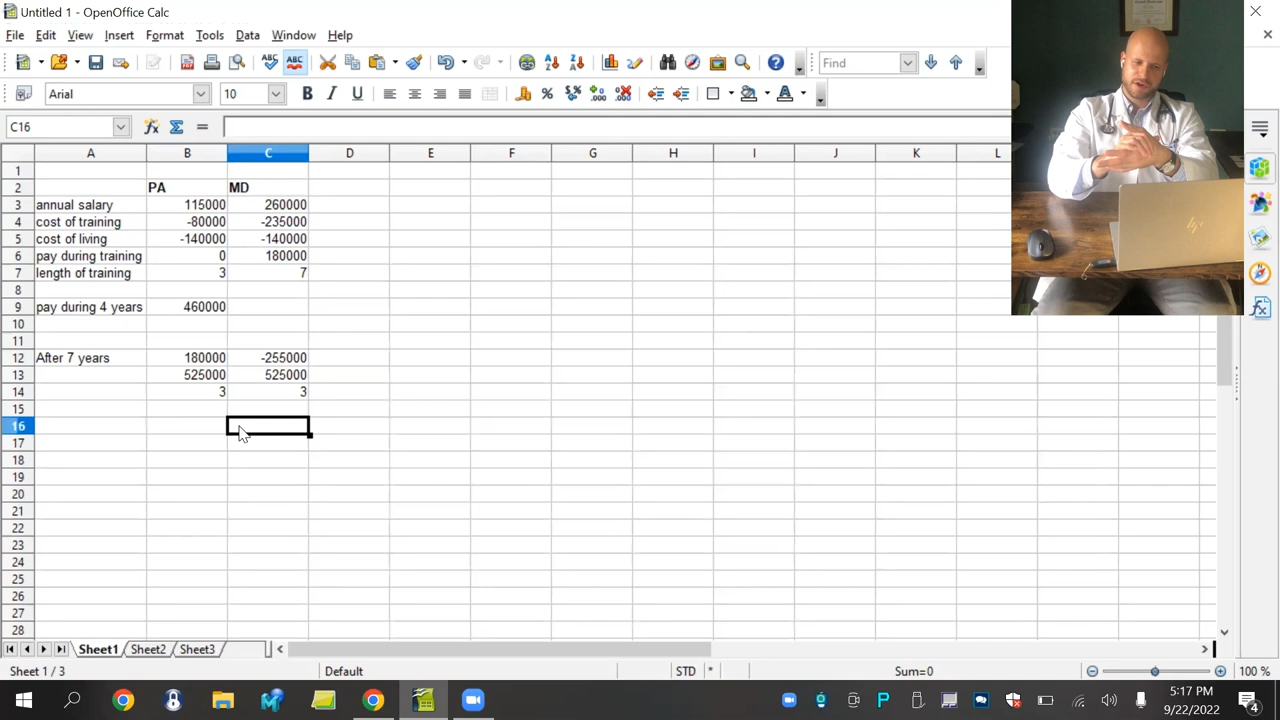 Untitled 1 - OpenOffice Calc
File Edit View Insert Format Tools Data Window Help
ABC ABC Find
Arial 10 B I U
C16
A B C D E F G H I J K L
1
2 PA MD
3 annual salary 115000 260000
4 cost of training -80000 -235000
5 cost of living -140000 -140000
6 pay during training 0 180000
7 length of training 3 7
8
9 pay during 4 years 460000
10
11
12 After 7 years 180000 -255000
13 525000 525000
14 3 3
15
16
17
18
19
20
21
22
23
24
25
26
27
28
Sheet1 Sheet2 Sheet3
Sheet 1 / 3 Default STD * Sum=0 100 %
5:17 PM
9/22/2022
4